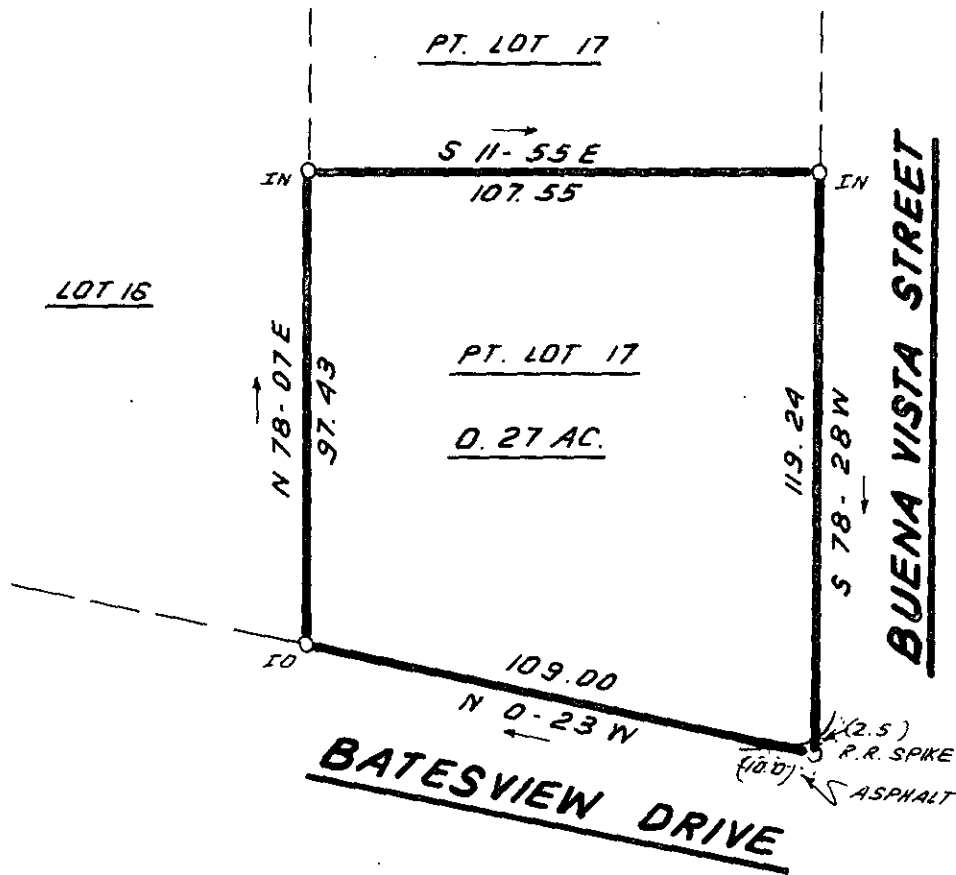 PT. LOT 17
S 11-55 E
107.55
IN
IN
LOT 16
N 78-07 E
97.43
PT. LOT 17
0.27 AC.
119.24
S 78-28 W
BUENA VISTA STREET
IO
109.00
N 0-23 W
(2.5)
R.R. SPIKE
(10.0)
ASPHALT
BATESVIEW DRIVE